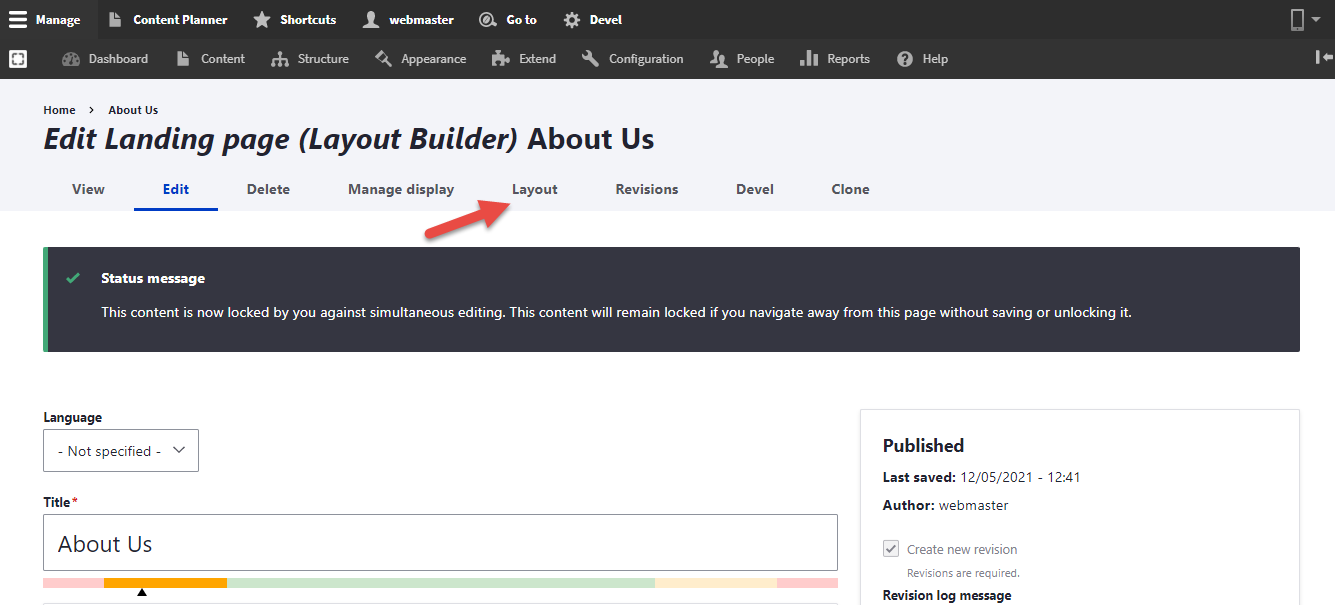 Manage Content Planner Shortcuts webmaster Go to Devel
Dashboard Content Structure Appearance Extend Configuration People Reports Help
Home › About Us
Edit Landing page (Layout Builder) About Us
View Edit Delete Manage display Layout Revisions Devel Clone
Status message
This content is now locked by you against simultaneous editing. This content will remain locked if you navigate away from this page without saving or unlocking it.
Language
- Not specified -
Title*
About Us
Published
Last saved: 12/05/2021 - 12:41
Author: webmaster
Create new revision
Revisions are required.
Revision log message